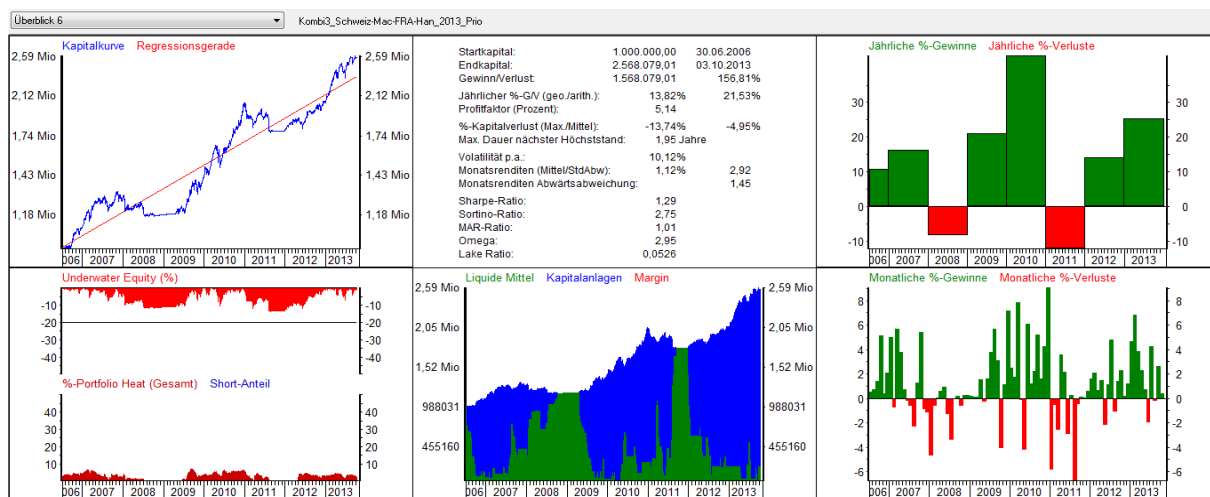 Überblick 6 Kombi3_Schweiz-Mac-FRA-Han_2013_Prio
Kapitalkurve Regressionsgerade
2,59 Mio 2,59 Mio
2,12 Mio 2,12 Mio
1,74 Mio 1,74 Mio
1,43 Mio 1,43 Mio
1,18 Mio 1,18 Mio
006 2007 2008 2009 2010 2011 2012 2013
Startkapital: 1.000.000,00 30.06.2006
Endkapital: 2.568.079,01 03.10.2013
Gewinn/Verlust: 1.568.079,01 156,81%
Jährlicher %-G/V (geo./arith.): 13,82% 21,53%
Profitfaktor (Prozent): 5,14
%-Kapitalverlust (Max./Mittel): -13,74% -4,95%
Max. Dauer nächster Höchststand: 1,95 Jahre
Volatilität p.a.: 10,12%
Monatsrenditen (Mittel/StdAbw): 1,12% 2,92
Monatsrenditen Abwärtsabweichung: 1,45
Sharpe-Ratio: 1,29
Sortino-Ratio: 2,75
MAR-Ratio: 1,01
Omega: 2,95
Lake Ratio: 0,0526
Jährliche %-Gewinne Jährliche %-Verluste
30 30
20 20
10 10
0 0
-10 -10
006 2007 2008 2009 2010 2011 2012 2013
Underwater Equity (%)
-10 -10
-20 -20
-30 -30
-40 -40
%-Portfolio Heat (Gesamt) Short-Anteil
40 40
30 30
20 20
10 10
006 2007 2008 2009 2010 2011 2012 2013
Liquide Mittel Kapitalanlagen Margin
2,59 Mio 2,59 Mio
2,05 Mio 2,05 Mio
1,52 Mio 1,52 Mio
988031 988031
455160 455160
006 2007 2008 2009 2010 2011 2012 2013
Monatliche %-Gewinne Monatliche %-Verluste
8 8
6 6
4 4
2 2
0 0
-2 -2
-4 -4
-6 -6
006 2007 2008 2009 2010 2011 2012 2013